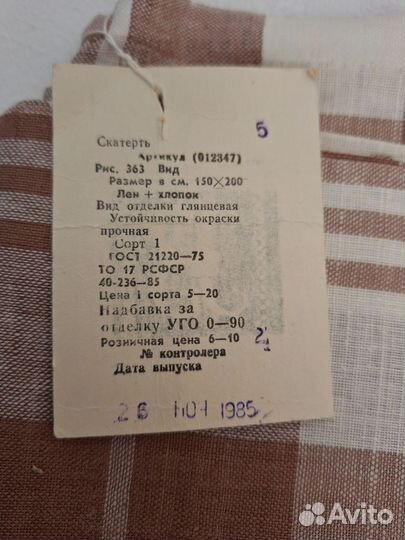 5
Скатерть
Артикул (012347)
Рис. 363 Вид
Размер в см. 150×200
Лен + хлопок
Вид отделки глянцевая
Устойчивость окраски
прочная
Сорт 1
ГОСТ 21220—75
ТО 17 РСФСР
40-236—85
Цена 1 сорта 5—20
Надбавка за
отделку УГО 0—90
Розничная цена 6—10
№ контролера
Дата выпуска
26 НОЯ 1985
Avito